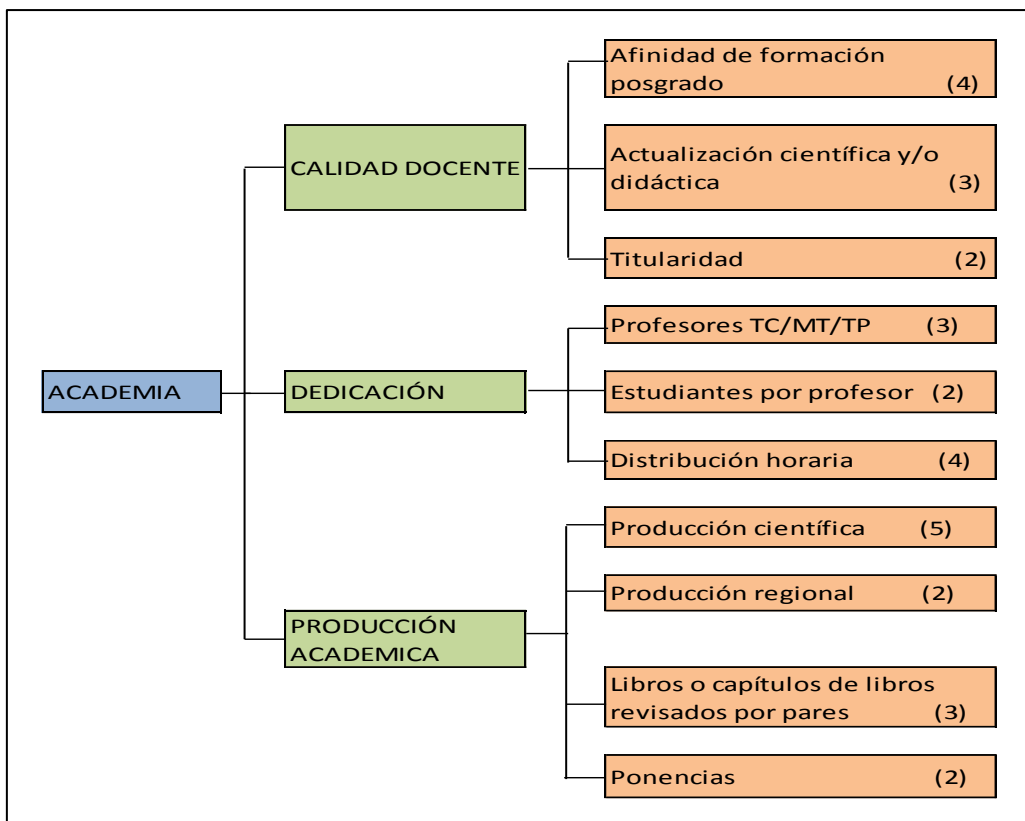 ACADEMIA
CALIDAD DOCENTE
Afinidad de formación
posgrado (4)
Actualización científica y/o
didáctica (3)
Titularidad (2)
DEDICACIÓN
Profesores TC/MT/TP (3)
Estudiantes por profesor (2)
Distribución horaria (4)
PRODUCCIÓN
ACADEMICA
Producción científica (5)
Producción regional (2)
Libros o capítulos de libros
revisados por pares (3)
Ponencias (2)